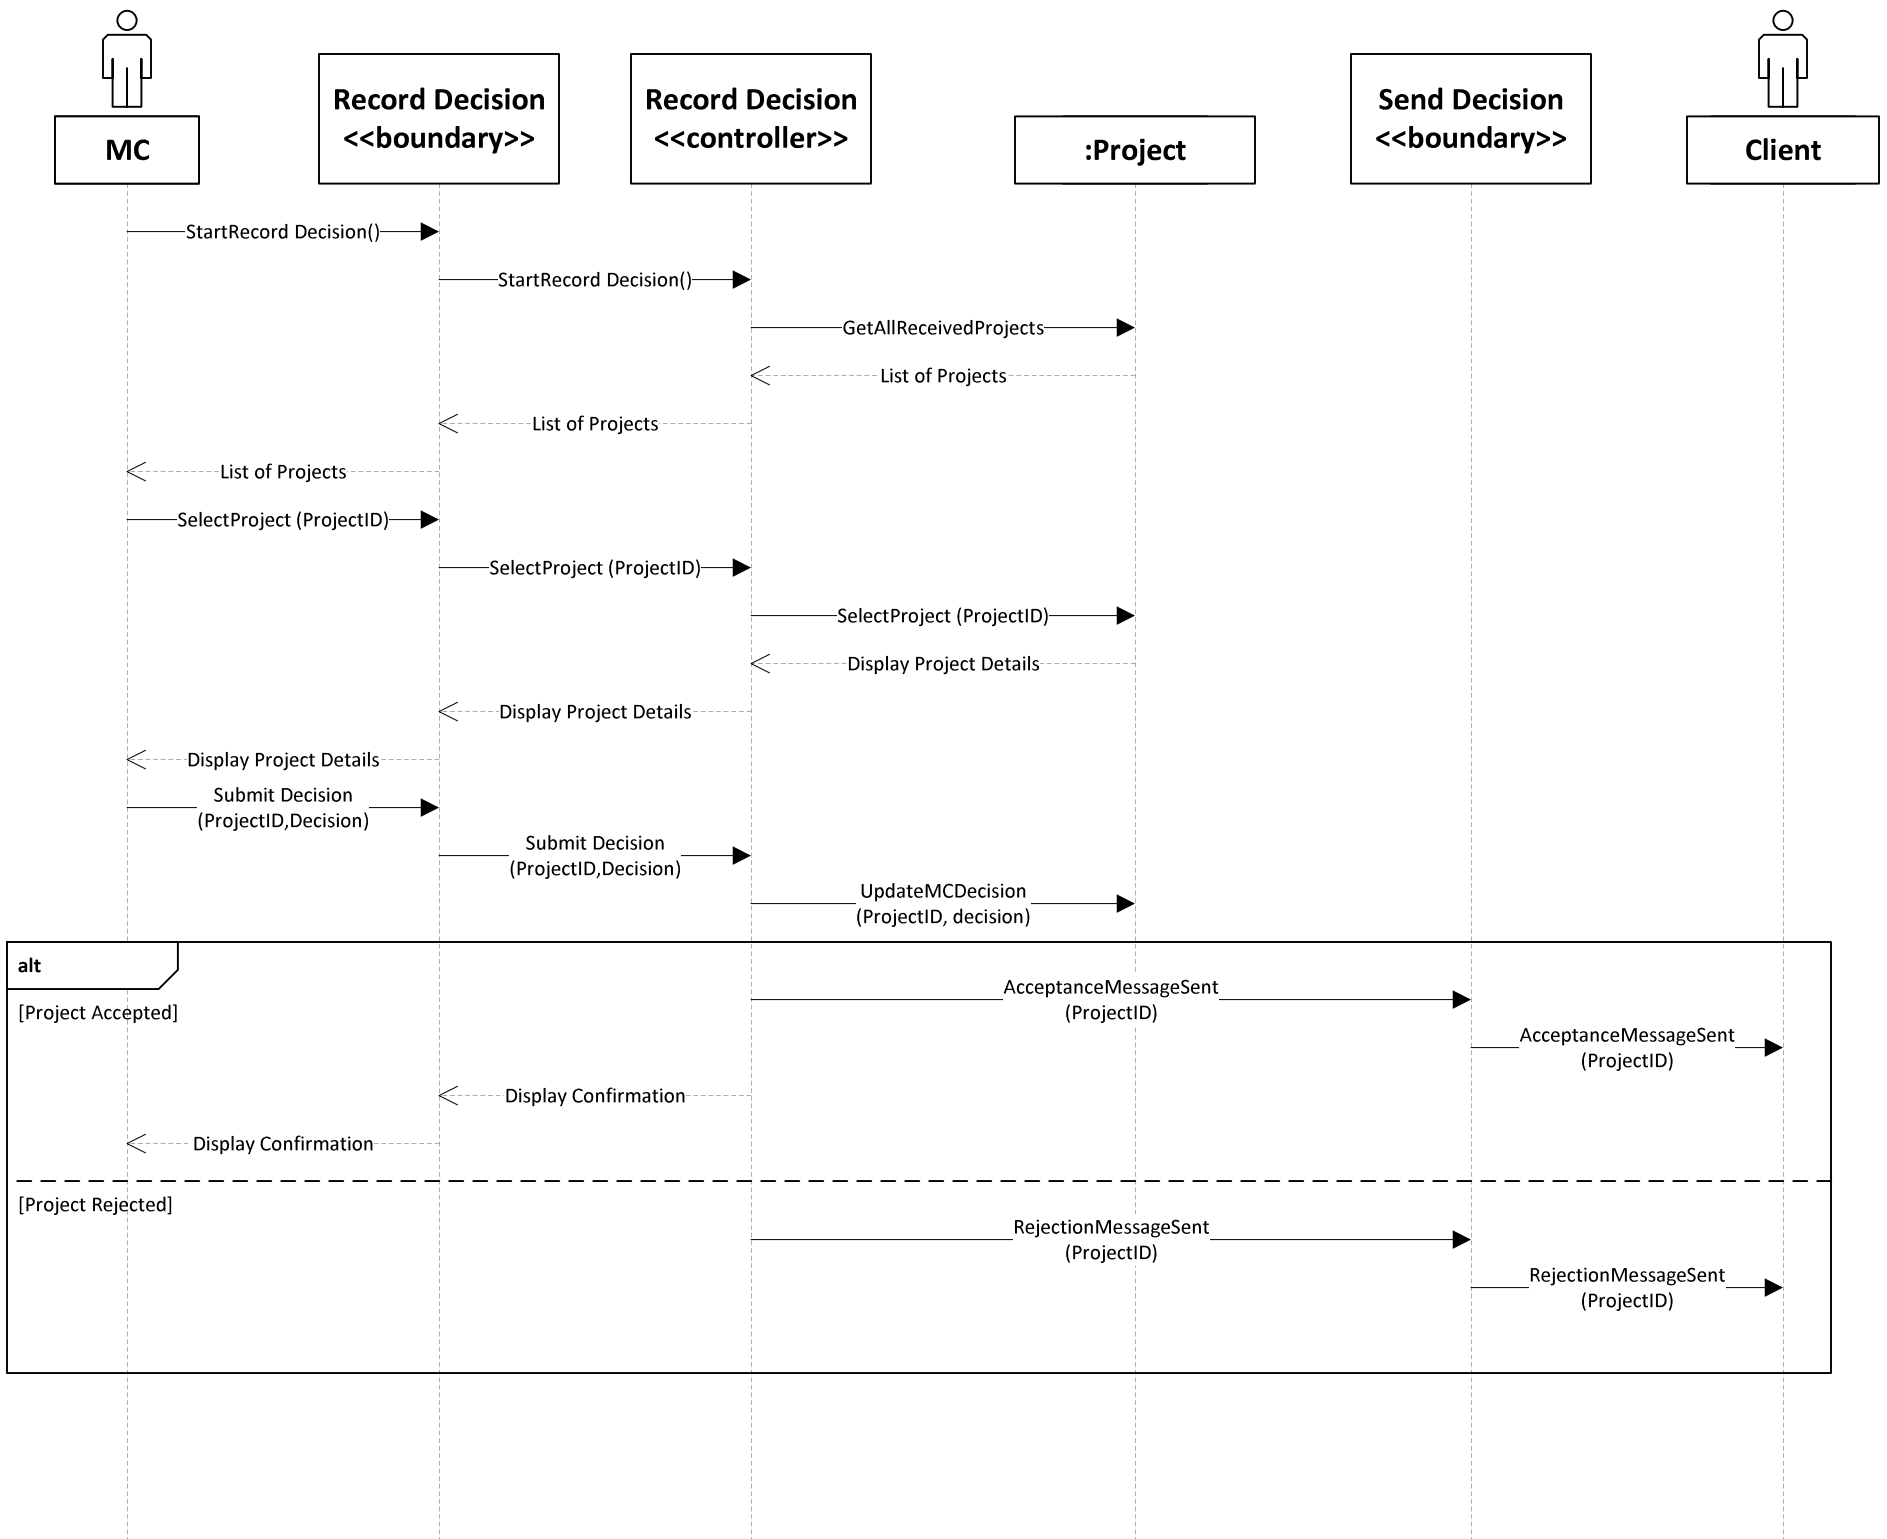 MC
Record Decision
<<boundary>>
Record Decision
<<controller>>
:Project
Send Decision
<<boundary>>
Client
StartRecord Decision()
StartRecord Decision()
GetAllReceivedProjects
List of Projects
List of Projects
List of Projects
SelectProject (ProjectID)
SelectProject (ProjectID)
SelectProject (ProjectID)
Display Project Details
Display Project Details
Display Project Details
Submit Decision
(ProjectID,Decision)
Submit Decision
(ProjectID,Decision)
UpdateMCDecision
(ProjectID, decision)
alt
[Project Accepted]
AcceptanceMessageSent
(ProjectID)
AcceptanceMessageSent
(ProjectID)
Display Confirmation
Display Confirmation
[Project Rejected]
RejectionMessageSent
(ProjectID)
RejectionMessageSent
(ProjectID)